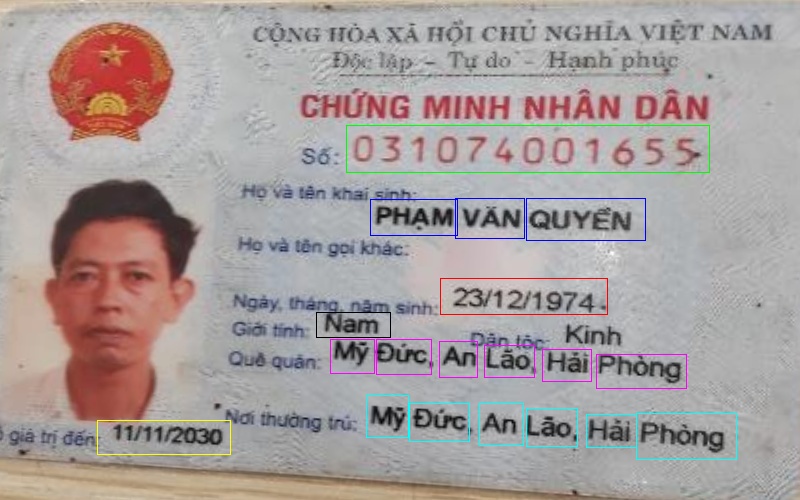 CỘNG HÒA XÃ HỘI CHỦ NGHĨA VIỆT NAM
Độc lập - Tự do - Hạnh phúc
CHỨNG MINH NHÂN DÂN
Số: 031074001655
Họ và tên khai sinh:
PHẠM VĂN QUYỀN
Họ và tên gọi khác:
Ngày, tháng, năm sinh: 23/12/1974
Giới tính: Nam Dân tộc: Kinh
Quê quán: Mỹ Đức, An Lão, Hải Phòng
Nơi thường trú: Mỹ Đức, An Lão, Hải Phòng
giá trị đến: 11/11/2030